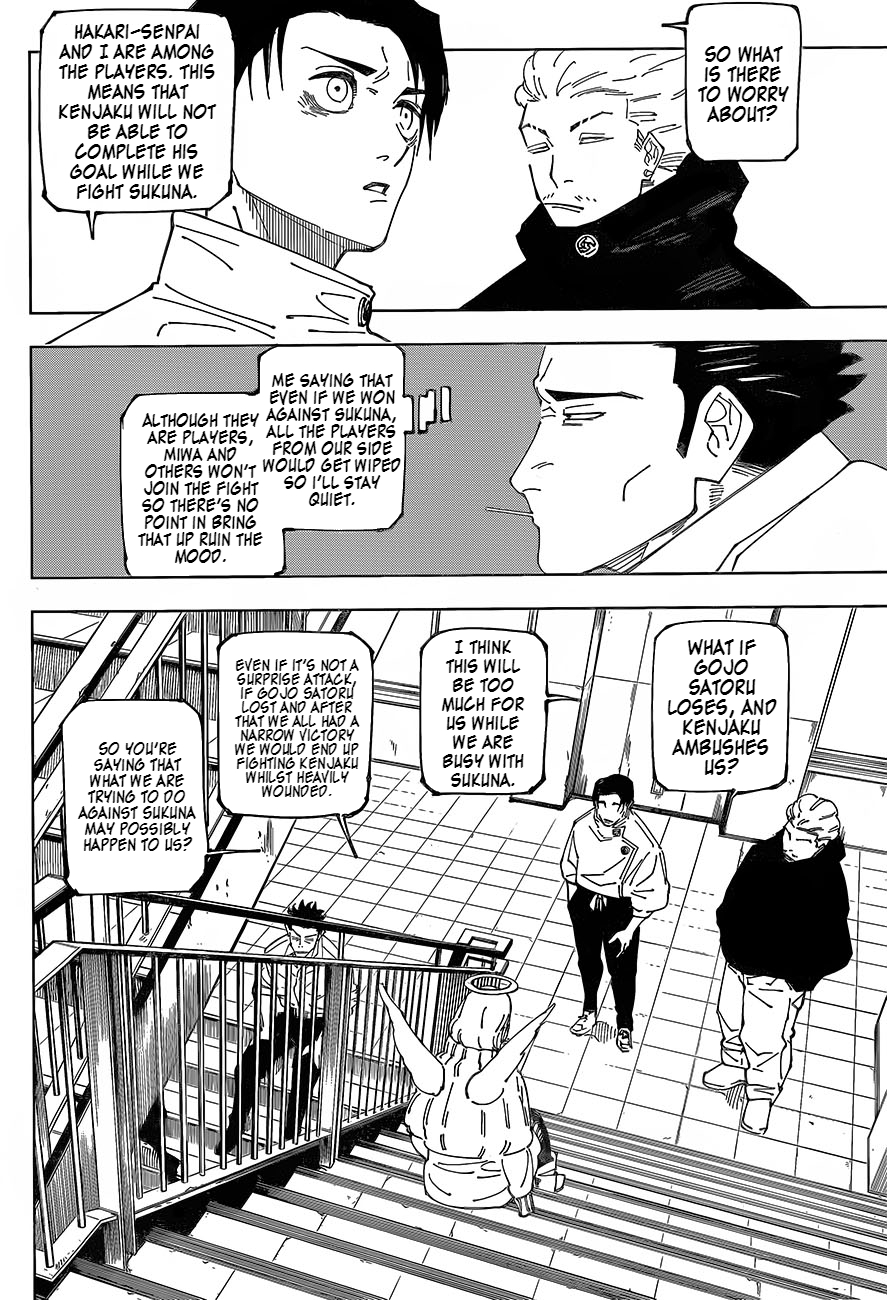 SO WHAT
IS THERE
TO WORRY
ABOUT?
HAKARI-SENPAI
AND I ARE AMONG
THE PLAYERS. THIS
MEANS THAT
KENJAKU WILL NOT
BE ABLE TO
COMPLETE HIS
GOAL WHILE WE
FIGHT SUKUNA.
ME SAYING THAT
EVEN IF WE WON
AGAINST SUKUNA,
ALL THE PLAYERS
FROM OUR SIDE
WOULD GET WIPED
SO I'LL STAY
QUIET.
ALTHOUGH THEY
ARE PLAYERS,
MIWA AND
OTHERS WON'T
JOIN THE FIGHT
SO THERE'S NO
POINT IN BRING
THAT UP RUIN THE
MOOD.
WHAT IF
GOJO
SATORU
LOSES, AND
KENJAKU
AMBUSHES
US?
I THINK
THIS WILL
BE TOO
MUCH FOR
US WHILE
WE ARE
BUSY WITH
SUKUNA.
EVEN IF IT'S NOT A
SURPRISE ATTACK,
IF GOJO SATORU
LOST AND AFTER
THAT WE ALL HAD A
NARROW VICTORY
WE WOULD END UP
FIGHTING KENJAKU
WHILST HEAVILY
WOUNDED.
SO YOU'RE
SAYING THAT
WHAT WE ARE
TRYING TO DO
AGAINST SUKUNA
MAY POSSIBLY
HAPPEN TO US?